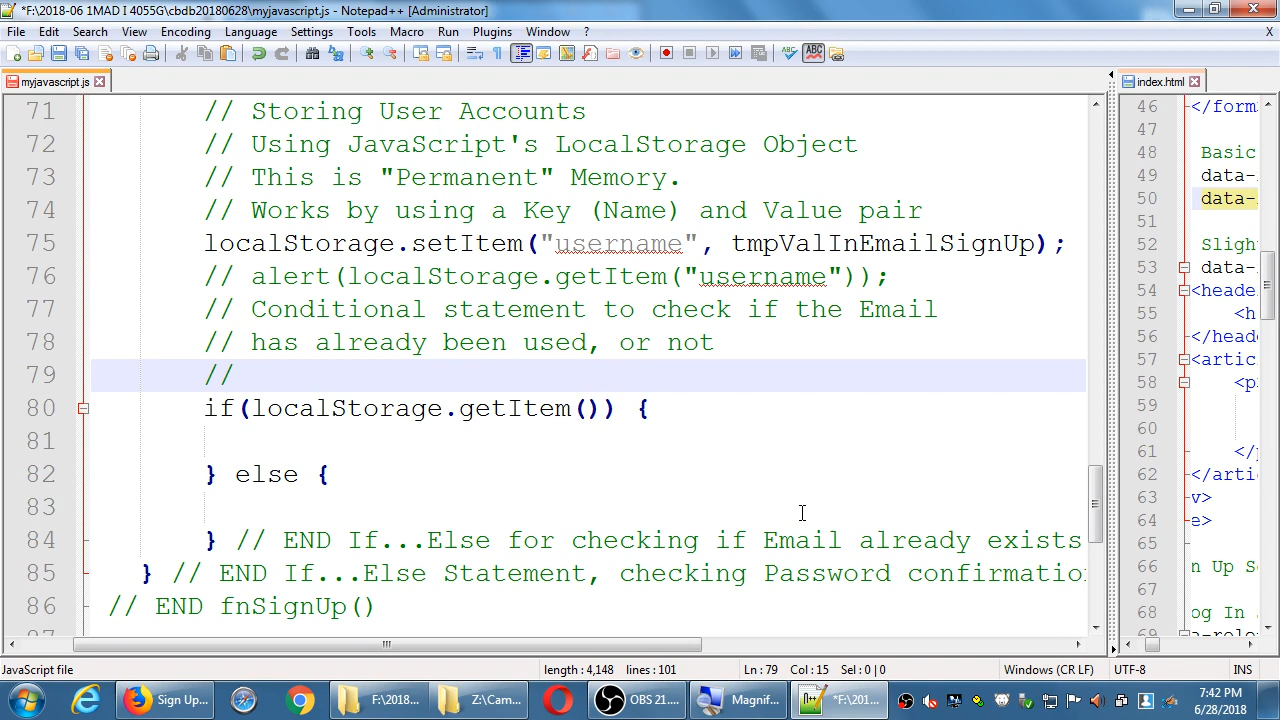 *F:\2018-06 1MAD I 4055G\cbdb20180628\myjavascript.js - Notepad++ [Administrator]
File Edit Search View Encoding Language Settings Tools Macro Run Plugins Window ? X
myjavascript.js
index.html
71 // Storing User Accounts
72 // Using JavaScript's LocalStorage Object
73 // This is "Permanent" Memory.
74 // Works by using a Key (Name) and Value pair
75 localStorage.setItem("username", tmpValInEmailSignUp);
76 // alert(localStorage.getItem("username"));
77 // Conditional statement to check if the Email
78 // has already been used, or not
79 //
80 if(localStorage.getItem()) {
81
82 } else {
83
84 } // END If...Else for checking if Email already exists
85 } // END If...Else Statement, checking Password confirmatio
86 // END fnSignUp()
46 </form
47
48 Basic
49 data-
50 data-
51
52 Sligh
53 data-
54 <heade
55 <h
56 </head
57 <artic
58 <p
59
60
61 </
62 </arti
63 v>
64 e>
65
66 n Up S
67
68 og In
69 a-rol
JavaScript file length : 4,148 lines : 101 Ln : 79 Col : 15 Sel : 0 | 0 Windows (CR LF) UTF-8 INS
Sign Up...
F:\2018...
Z:\Cam...
OBS 21....
Magnif...
*F:\201...
7:42 PM
6/28/2018